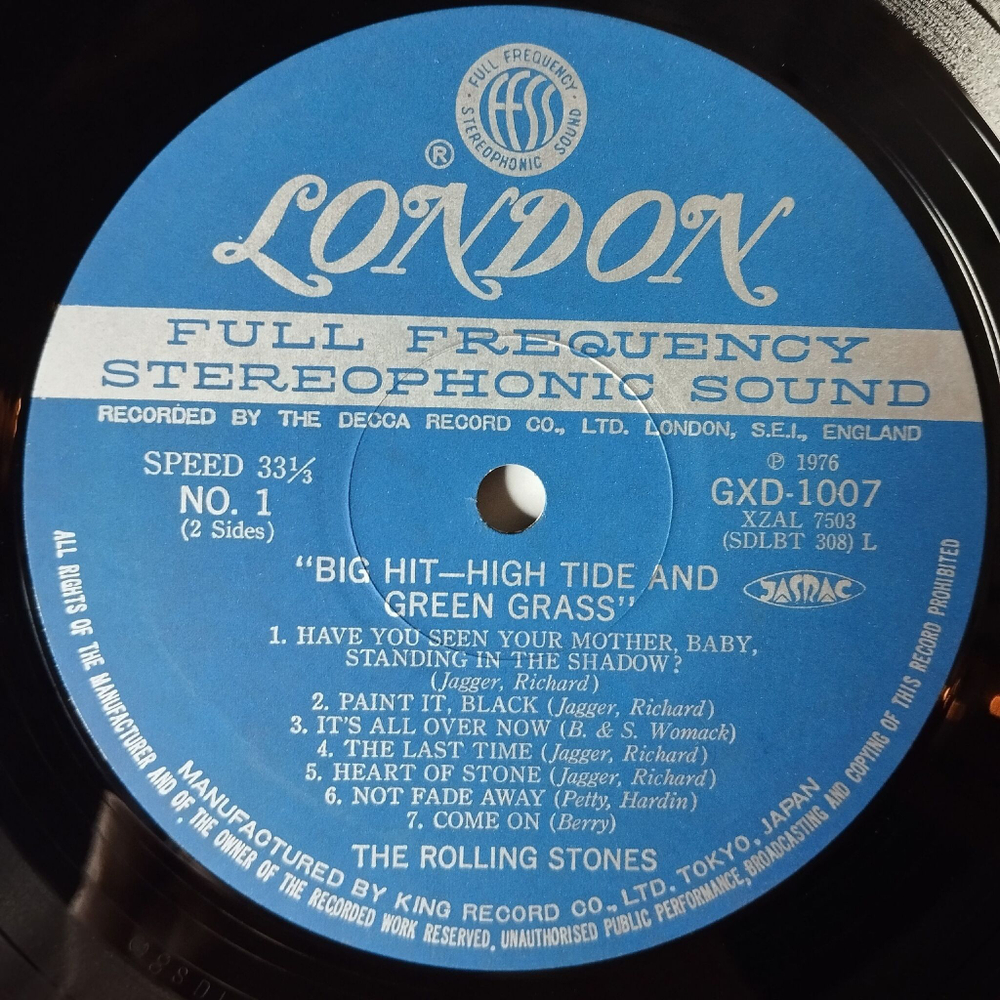 FULL FREQUENCY
ffss
STEREOPHONIC SOUND
®
LONDON
FULL FREQUENCY
STEREOPHONIC SOUND
RECORDED BY THE DECCA RECORD CO., LTD. LONDON, S.E.I., ENGLAND
SPEED 33⅓
NO. 1
(2 Sides)
℗ 1976
GXD-1007
XZAL 7503
(SDLBT 308) L
JASRAC
“BIG HIT—HIGH TIDE AND
GREEN GRASS”
1. HAVE YOU SEEN YOUR MOTHER, BABY,
STANDING IN THE SHADOW?
(Jagger, Richard)
2. PAINT IT, BLACK (Jagger, Richard)
3. IT'S ALL OVER NOW (B. & S. Womack)
4. THE LAST TIME (Jagger, Richard)
5. HEART OF STONE (Jagger, Richard)
6. NOT FADE AWAY (Petty, Hardin)
7. COME ON (Berry)
THE ROLLING STONES
MANUFACTURED BY KING RECORD CO., LTD. TOKYO. JAPAN
ALL RIGHTS OF THE MANUFACTURER AND OF THE OWNER OF THE RECORDED WORK RESERVED. UNAUTHORISED PUBLIC PERFORMANCE, BROADCASTING AND COPYING OF THIS RECORD PROHIBITED